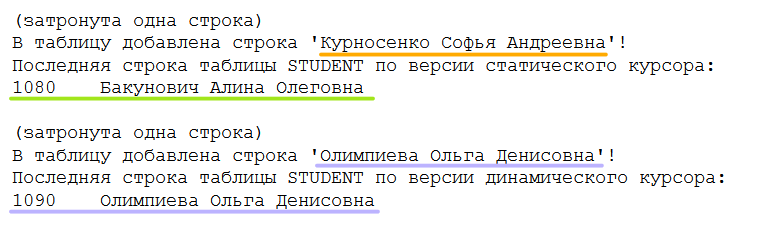 (затронута одна строка)
В таблицу добавлена строка 'Курносенко Софья Андреевна'!
Последняя строка таблицы STUDENT по версии статического курсора:
1080    Бакунович Алина Олеговна
(затронута одна строка)
В таблицу добавлена строка 'Олимпиева Ольга Денисовна'!
Последняя строка таблицы STUDENT по версии динамического курсора:
1090    Олимпиева Ольга Денисовна